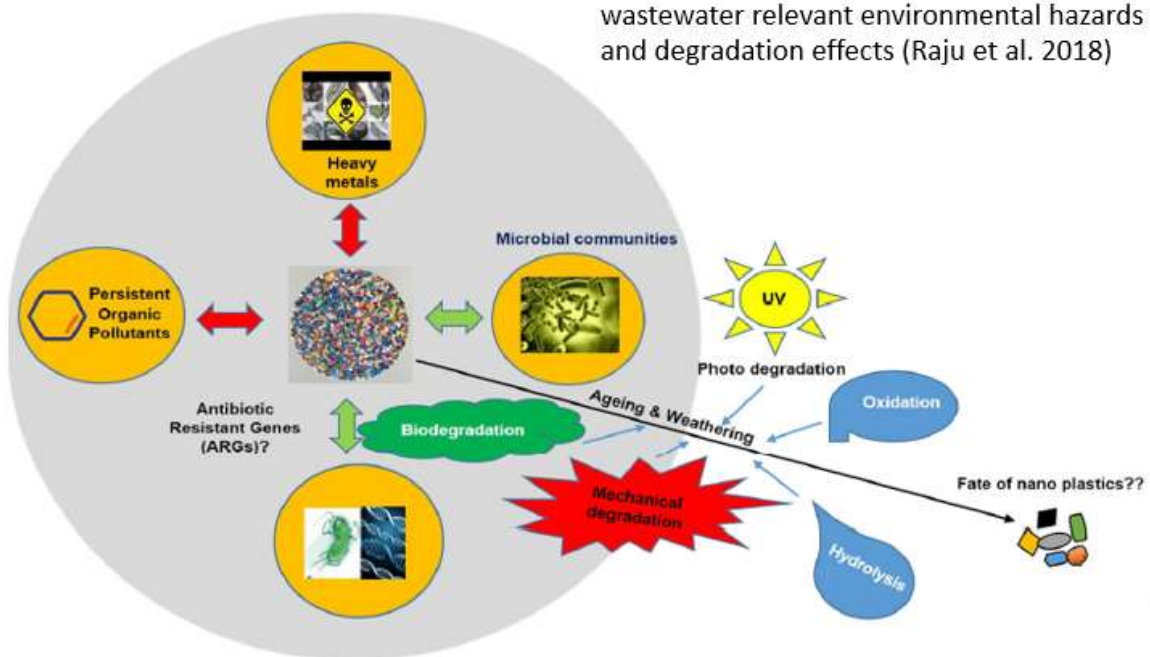 wastewater relevant environmental hazards
and degradation effects (Raju et al. 2018)
Heavy
metals
Microbial communities
Persistent
Organic
Pollutants
UV
Photo degradation
Ageing & Weathering
Oxidation
Antibiotic
Resistant Genes
(ARGs)?
Biodegradation
Mechanical
degradation
Fate of nano plastics??
Hydrolysis